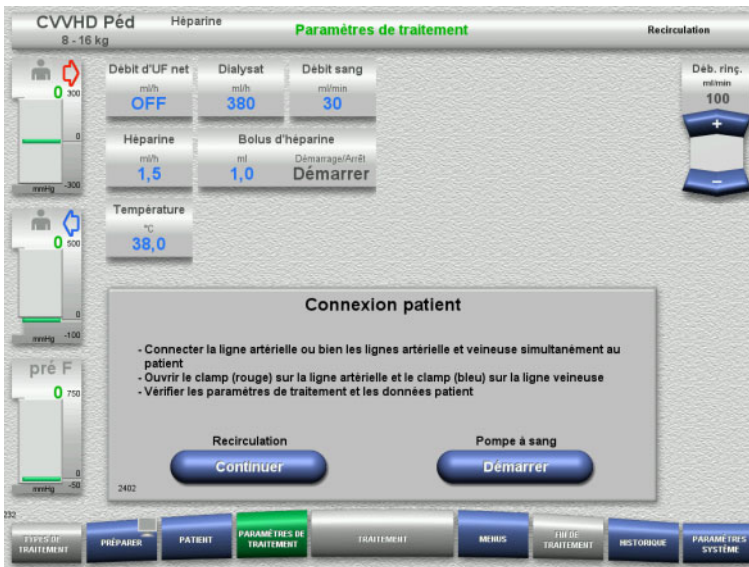 CVVHD Péd
8 - 16 kg
Héparine
Paramètres de traitement
Recirculation
0 300
0
mmHg -300
Débit d'UF net
ml/h
OFF
Dialysat
ml/h
380
Débit sang
ml/min
30
Déb. rinç.
ml/min
100
+
–
Héparine
ml/h
1,5
Bolus d'héparine
ml
1,0
Démarrage/Arrêt
Démarrer
Température
°C
38,0
0 500
0
mmHg -100
pré F
0 750
0
mmHg -50
Connexion patient
- Connecter la ligne artérielle ou bien les lignes artérielle et veineuse simultanément au
patient
- Ouvrir le clamp (rouge) sur la ligne artérielle et le clamp (bleu) sur la ligne veineuse
- Vérifier les paramètres de traitement et les données patient
Recirculation
Continuer
Pompe à sang
Démarrer
2402
232
TYPES DE
TRAITEMENT
PRÉPARER
PATIENT
PARAMÈTRES DE
TRAITEMENT
TRAITEMENT
MENUS
FIN DE
TRAITEMENT
HISTORIQUE
PARAMÈTRES
SYSTÈME